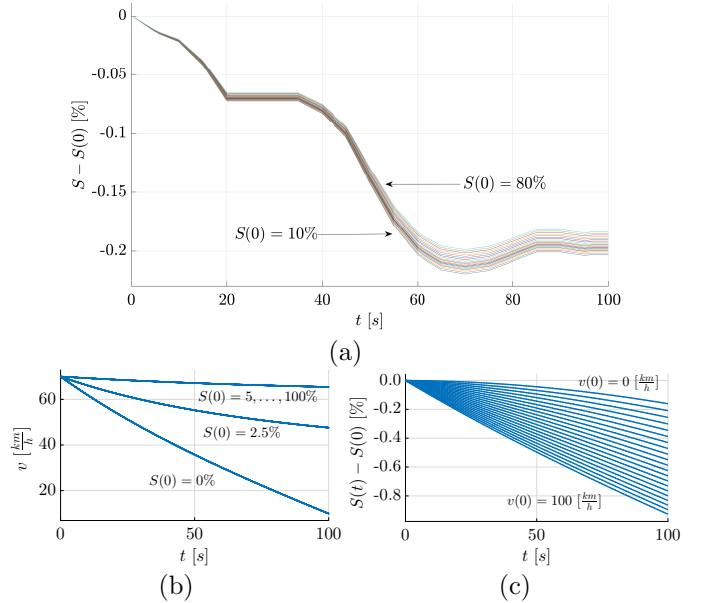 0
-0.05
-0.1
-0.15
-0.2
S − S(0) [%]
S(0) = 80%
S(0) = 10%
0 20 40 60 80 100
t [s]
(a)
60
40
20
v [km/h]
S(0) = 5, . . . , 100%
S(0) = 2.5%
S(0) = 0%
0 50 100
t [s]
(b)
0.0
-0.2
-0.4
-0.6
-0.8
S(t) − S(0) [%]
v(0) = 0 [km/h]
v(0) = 100 [km/h]
0 50 100
t [s]
(c)